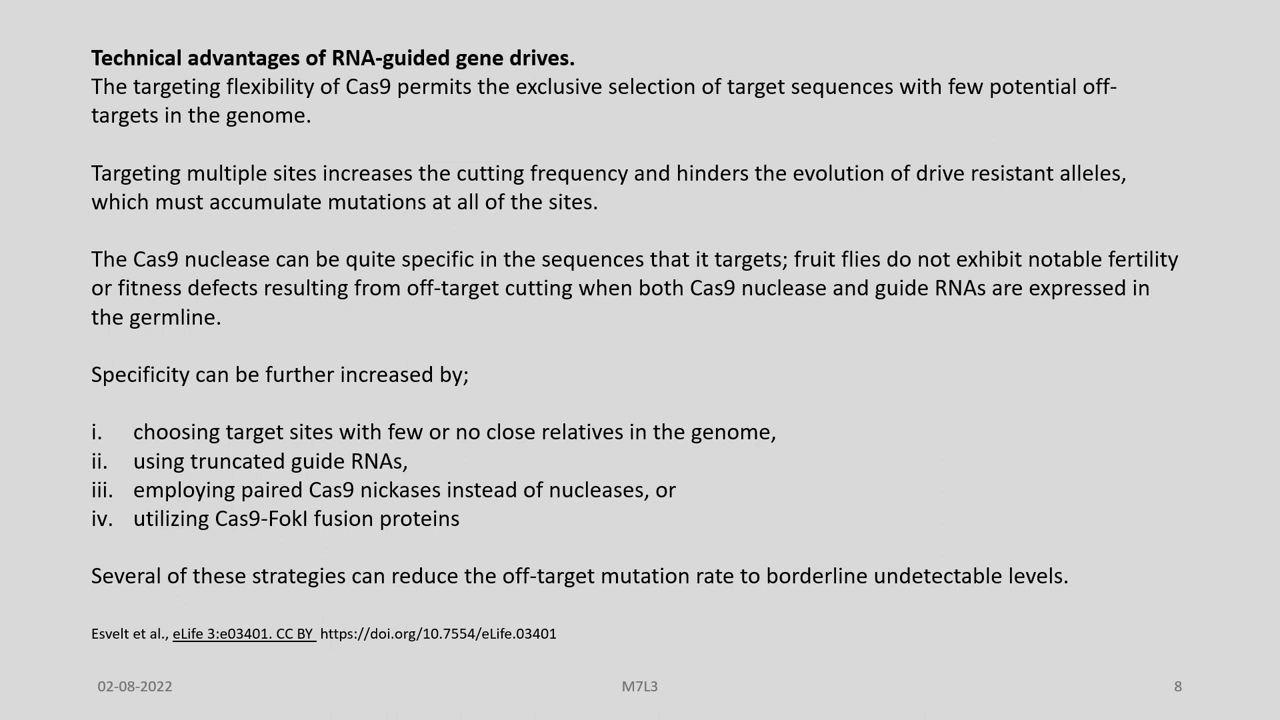 Technical advantages of RNA-guided gene drives.
The targeting flexibility of Cas9 permits the exclusive selection of target sequences with few potential off-
targets in the genome.
Targeting multiple sites increases the cutting frequency and hinders the evolution of drive resistant alleles,
which must accumulate mutations at all of the sites.
The Cas9 nuclease can be quite specific in the sequences that it targets; fruit flies do not exhibit notable fertility
or fitness defects resulting from off-target cutting when both Cas9 nuclease and guide RNAs are expressed in
the germline.
Specificity can be further increased by;
i. choosing target sites with few or no close relatives in the genome,
ii. using truncated guide RNAs,
iii. employing paired Cas9 nickases instead of nucleases, or
iv. utilizing Cas9-FokI fusion proteins
Several of these strategies can reduce the off-target mutation rate to borderline undetectable levels.
Esvelt et al., eLife 3:e03401. CC BY https://doi.org/10.7554/eLife.03401
02-08-2022 M7L3 8